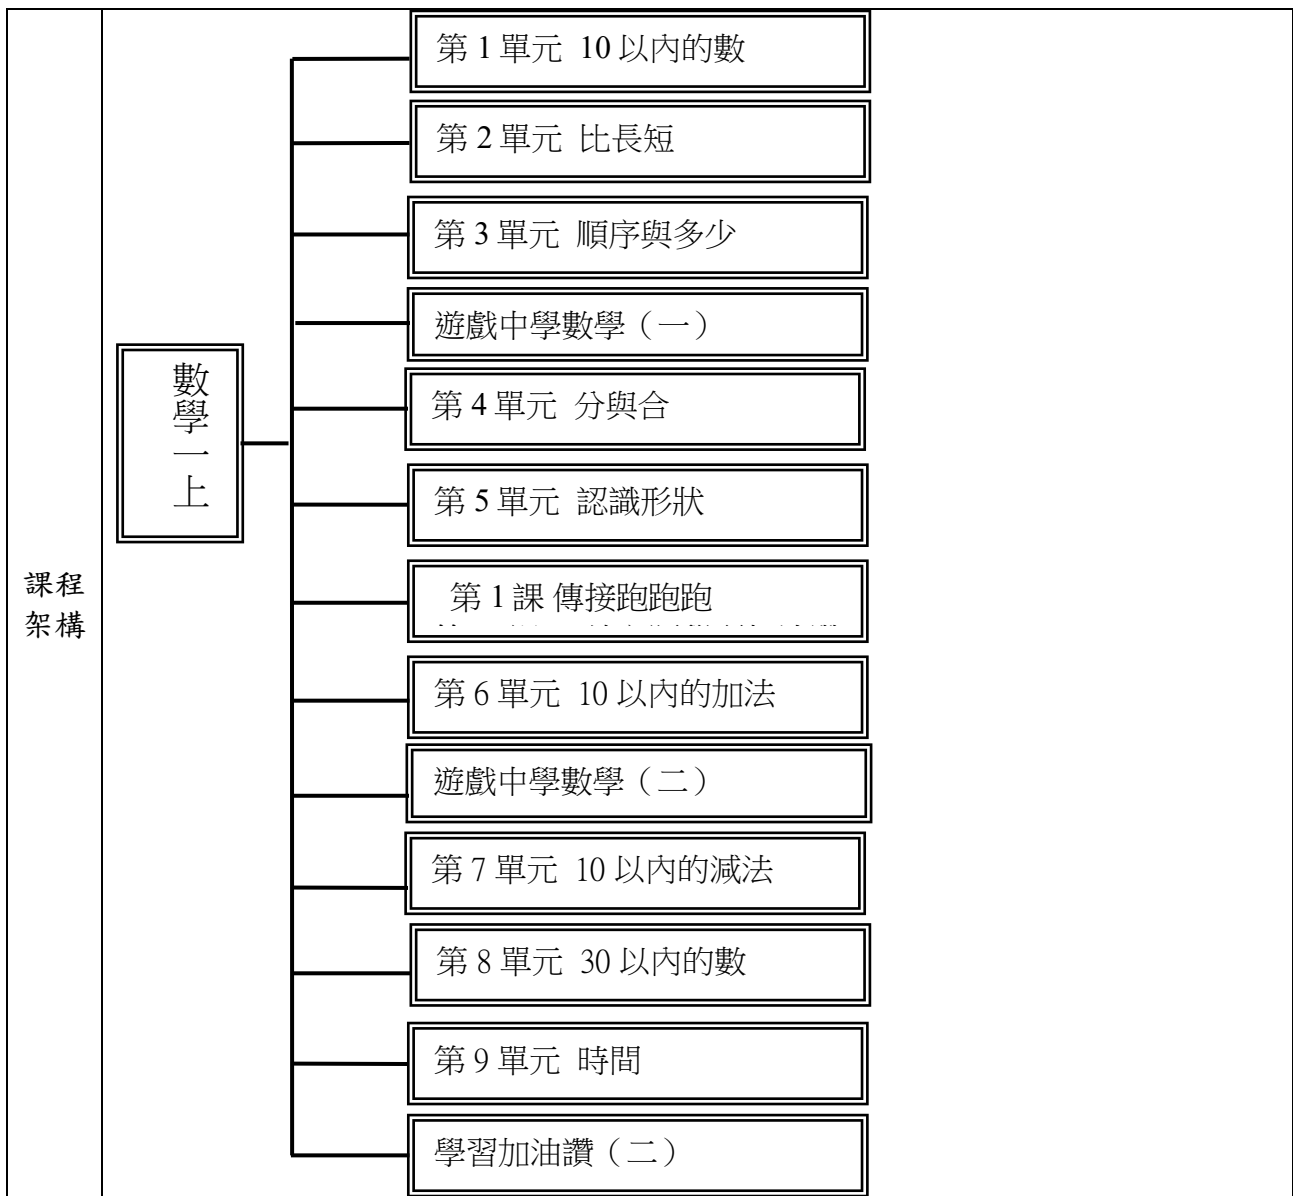 課程
架構
數學一上
第 1 單元 10 以內的數
第 2 單元 比長短
第 3 單元 順序與多少
遊戲中學數學（一）
第 4 單元 分與合
第 5 單元 認識形狀
第 1 課 傳接跑跑跑
第 6 單元 10 以內的加法
遊戲中學數學（二）
第 7 單元 10 以內的減法
第 8 單元 30 以內的數
第 9 單元 時間
學習加油讚（二）